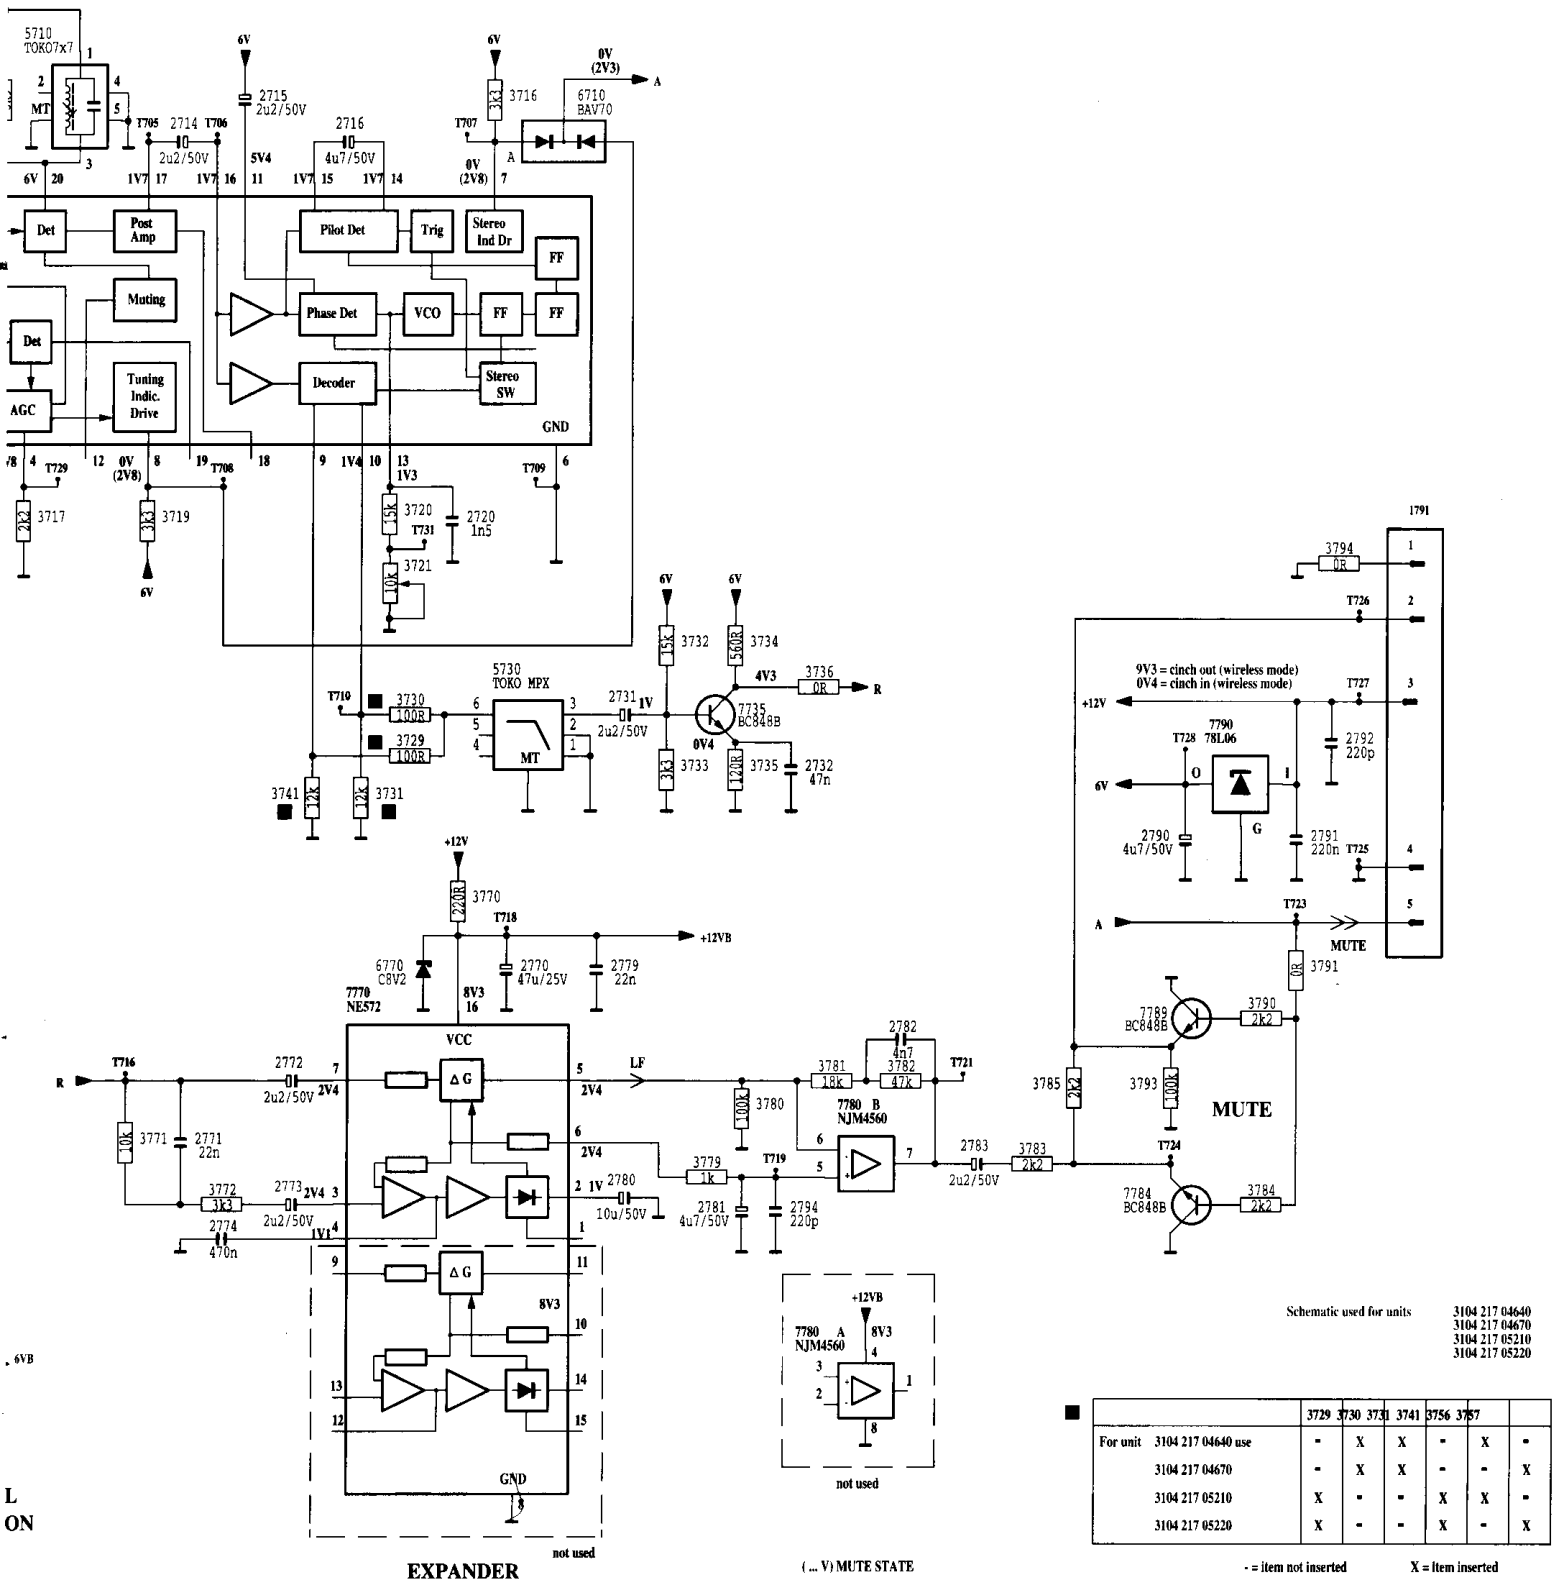 5710
TOKO7x7
1
2
4
MT
5
3
6V
2715
2u2/50V
6V
3k3
3716
0V
(2V3)
A
6710
BAV70
T705
2714
T706
2u2/50V
5V4
2716
4u7/50V
T707
A
0V
(2V8)
6V 20
1V7 17
1V7 16
11
1V7 15
1V7 14
7
Det
Post
Amp
Pilot Det
Trig
Stereo
Ind Dr
FF
Muting
Phase Det
VCO
FF
FF
Det
Tuning
Indic.
Drive
Decoder
Stereo
SW
AGC
GND
4
T729
12
0V
(2V8)
8
19
T708
18
9
1V4 10
13
1V3
T709
6
2k2
3717
3k3
3719
6V
15k
3720
T731
2720
1n5
10k
3721
6V
6V
15k
3732
560R
3734
4V3
3736
0R
R
T710
3730
100R
3729
100R
5730
TOKO MPX
6
5
4
3
2
1
MT
2731
2u2/50V
1V
7735
BC848B
0V4
3k3
3733
120R
3735
2732
47n
3741
12k
12k
3731
1791
3794
0R
1
T726
2
9V3 = cinch out (wireless mode)
0V4 = cinch in (wireless mode)
T727
3
+12V
7790
78L06
T728
2792
220p
6V
O
I
G
2790
4u7/50V
2791
220n
T725
4
T723
A
5
MUTE
0R
3791
7789
BC848B
3790
2k2
3785
2k2
3793
100k
MUTE
T724
7784
BC848B
3784
2k2
+12V
220R
3770
T718
+12VB
6770
C8V2
2770
47u/25V
2779
22n
7770
NE572
8V3
16
VCC
R
T716
2772
2u2/50V
7
2V4
ΔG
5
2V4
LF
10k
3771
2771
22n
6
2V4
3772
3k3
2773
2u2/50V
2V4 3
2 1V
2780
10u/50V
2774
470n
1V1 4
1
9
ΔG
11
8V3
10
13
14
12
15
GND
8
not used
EXPANDER
2782
4n7
3781
18k
3782
47k
T721
100k
3780
7780 B
NJM4560
6
-
5
+
7
3779
1k
T719
2781
4u7/50V
2794
220p
2783
2u2/50V
3783
2k2
+12VB
7780 A
NJM4560
8V3
4
3
+
2
-
1
8
not used
( ... V) MUTE STATE
6VB
L
ON
Schematic used for units 3104 217 04640
3104 217 04670
3104 217 05210
3104 217 05220
3729 3730 3731 3741 3756 3757
For unit 3104 217 04640 use - X X - X -
3104 217 04670 - X X - - X
3104 217 05210 X - - X X -
3104 217 05220 X - - X - X
- = item not inserted X = item inserted